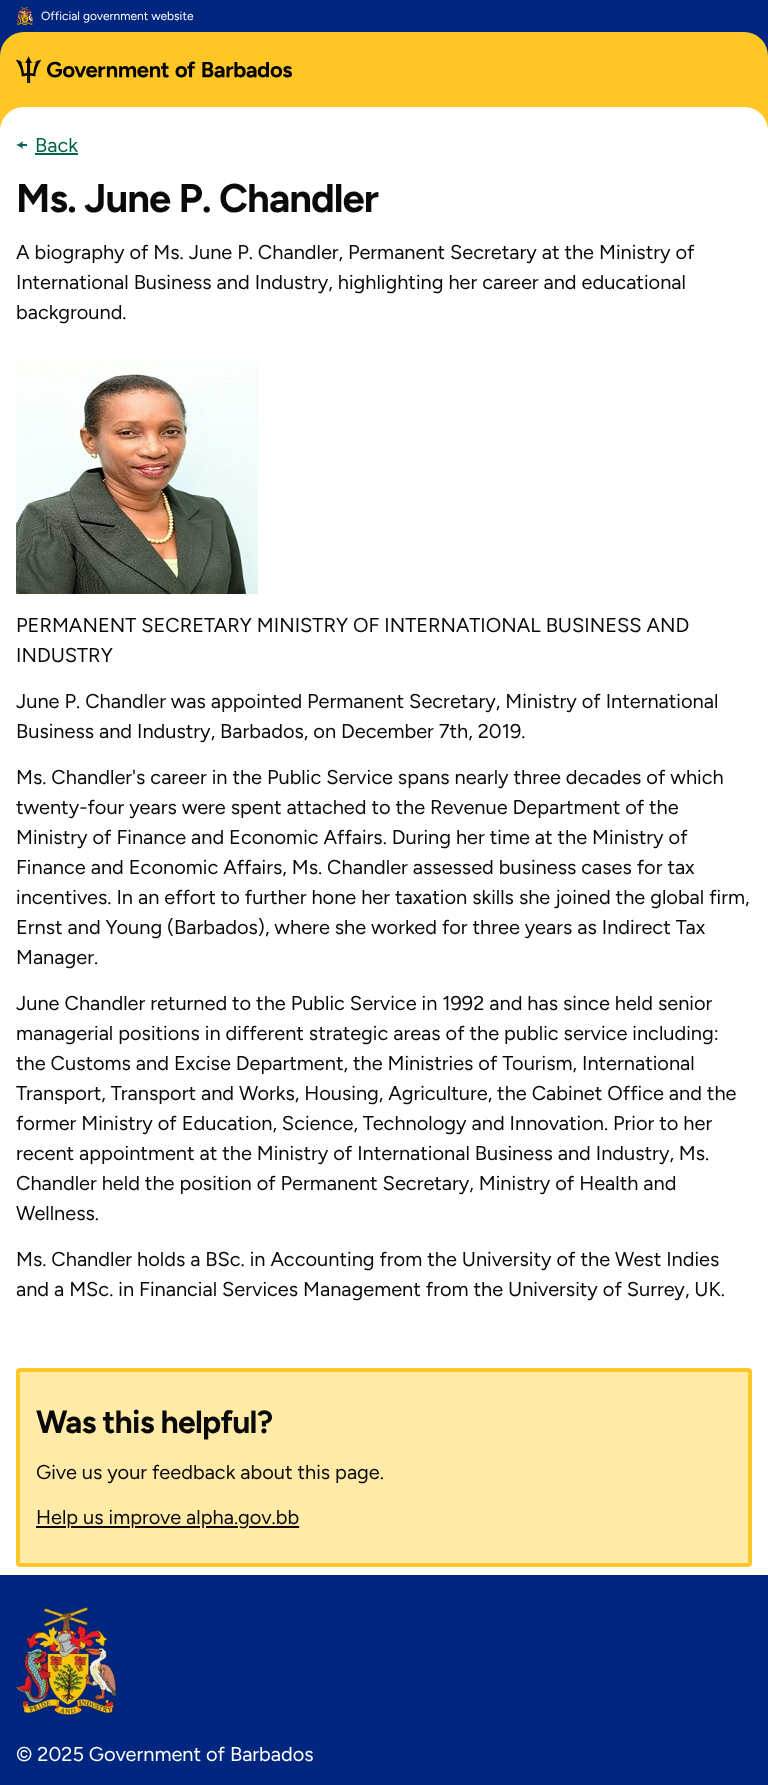 Official government website
Government of Barbados
Back
Ms. June P. Chandler
A biography of Ms. June P. Chandler, Permanent Secretary at the Ministry of
International Business and Industry, highlighting her career and educational
background.
PERMANENT SECRETARY MINISTRY OF INTERNATIONAL BUSINESS AND
INDUSTRY
June P. Chandler was appointed Permanent Secretary, Ministry of International
Business and Industry, Barbados, on December 7th, 2019.
Ms. Chandler's career in the Public Service spans nearly three decades of which
twenty-four years were spent attached to the Revenue Department of the
Ministry of Finance and Economic Affairs. During her time at the Ministry of
Finance and Economic Affairs, Ms. Chandler assessed business cases for tax
incentives. In an effort to further hone her taxation skills she joined the global firm,
Ernst and Young (Barbados), where she worked for three years as Indirect Tax
Manager.
June Chandler returned to the Public Service in 1992 and has since held senior
managerial positions in different strategic areas of the public service including:
the Customs and Excise Department, the Ministries of Tourism, International
Transport, Transport and Works, Housing, Agriculture, the Cabinet Office and the
former Ministry of Education, Science, Technology and Innovation. Prior to her
recent appointment at the Ministry of International Business and Industry, Ms.
Chandler held the position of Permanent Secretary, Ministry of Health and
Wellness.
Ms. Chandler holds a BSc. in Accounting from the University of the West Indies
and a MSc. in Financial Services Management from the University of Surrey, UK.
Was this helpful?
Give us your feedback about this page.
Help us improve alpha.gov.bb
PRIDE AND INDUSTRY
© 2025 Government of Barbados